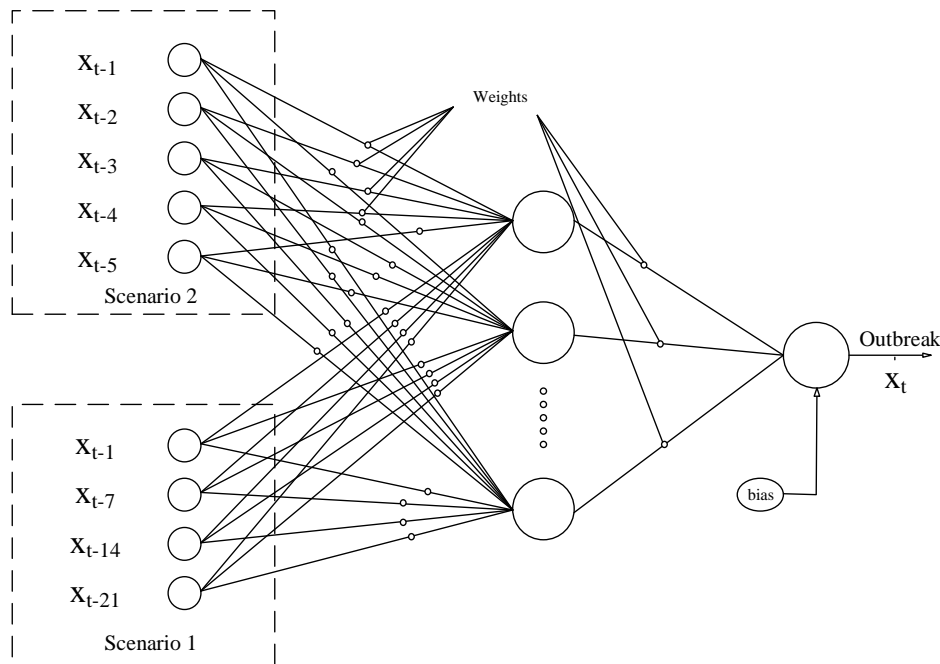 x_{t-1}
x_{t-2}
x_{t-3}
x_{t-4}
x_{t-5}
Scenario 2
Weights
Outbreak
x_t
bias
x_{t-1}
x_{t-7}
x_{t-14}
x_{t-21}
Scenario 1